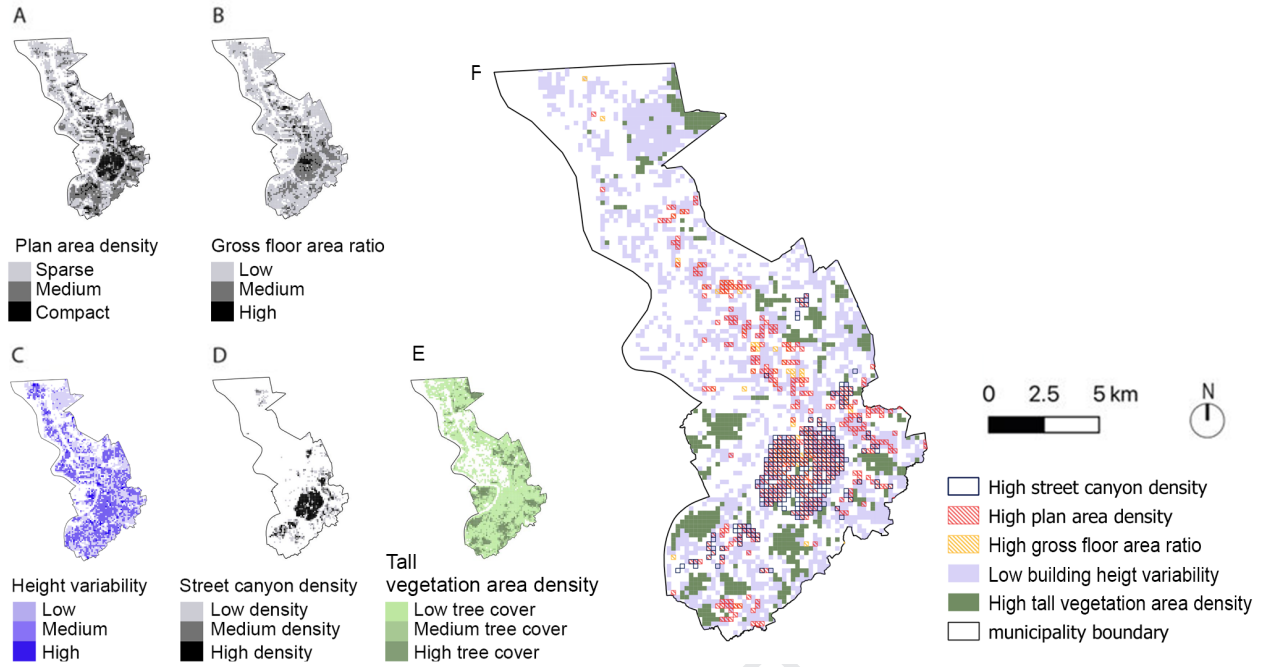 A
B
Plan area density
Sparse
Medium
Compact
Gross floor area ratio
Low
Medium
High
C
D
E
Height variability
Low
Medium
High
Street canyon density
Low density
Medium density
High density
Tall
vegetation area density
Low tree cover
Medium tree cover
High tree cover
F
0 2.5 5 km
N
High street canyon density
High plan area density
High gross floor area ratio
Low building heigt variability
High tall vegetation area density
municipality boundary